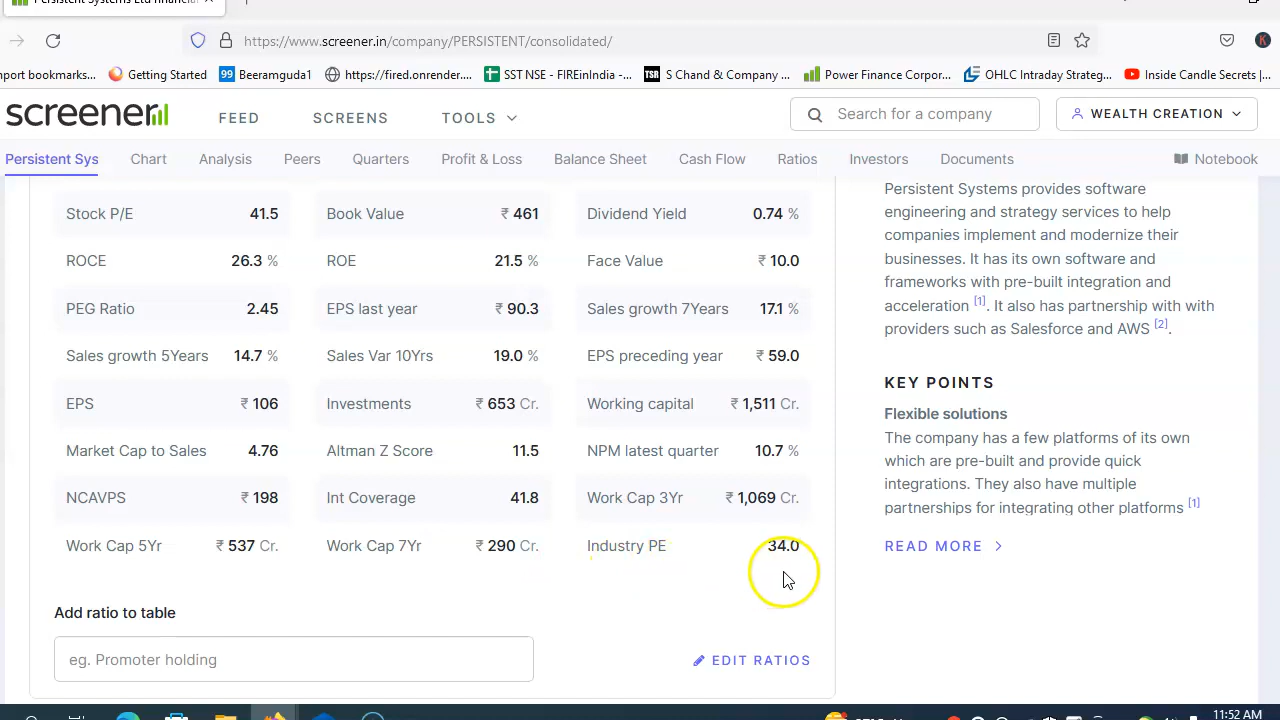 Persistent Systems Ltd financial
https://www.screener.in/company/PERSISTENT/consolidated/
K
mport bookmarks...
Getting Started
99 Beeramguda1
https://fired.onrender....
SST NSE - FIREinIndia -...
TSR S Chand & Company ...
Power Finance Corpor...
OHLC Intraday Strateg...
Inside Candle Secrets |...
screener
FEED
SCREENS
TOOLS
Search for a company
WEALTH CREATION
Persistent Sys
Chart
Analysis
Peers
Quarters
Profit & Loss
Balance Sheet
Cash Flow
Ratios
Investors
Documents
Notebook
Stock P/E 41.5
Book Value ₹ 461
Dividend Yield 0.74 %
ROCE 26.3 %
ROE 21.5 %
Face Value ₹ 10.0
PEG Ratio 2.45
EPS last year ₹ 90.3
Sales growth 7Years 17.1 %
Sales growth 5Years 14.7 %
Sales Var 10Yrs 19.0 %
EPS preceding year ₹ 59.0
EPS ₹ 106
Investments ₹ 653 Cr.
Working capital ₹ 1,511 Cr.
Market Cap to Sales 4.76
Altman Z Score 11.5
NPM latest quarter 10.7 %
NCAVPS ₹ 198
Int Coverage 41.8
Work Cap 3Yr ₹ 1,069 Cr.
Work Cap 5Yr ₹ 537 Cr.
Work Cap 7Yr ₹ 290 Cr.
Industry PE 34.0
Add ratio to table
eg. Promoter holding
EDIT RATIOS
Persistent Systems provides software
engineering and strategy services to help
companies implement and modernize their
businesses. It has its own software and
frameworks with pre-built integration and
acceleration [1]. It also has partnership with with
providers such as Salesforce and AWS [2].
KEY POINTS
Flexible solutions
The company has a few platforms of its own
which are pre-built and provide quick
integrations. They also have multiple
partnerships for integrating other platforms [1]
READ MORE
11:52 AM